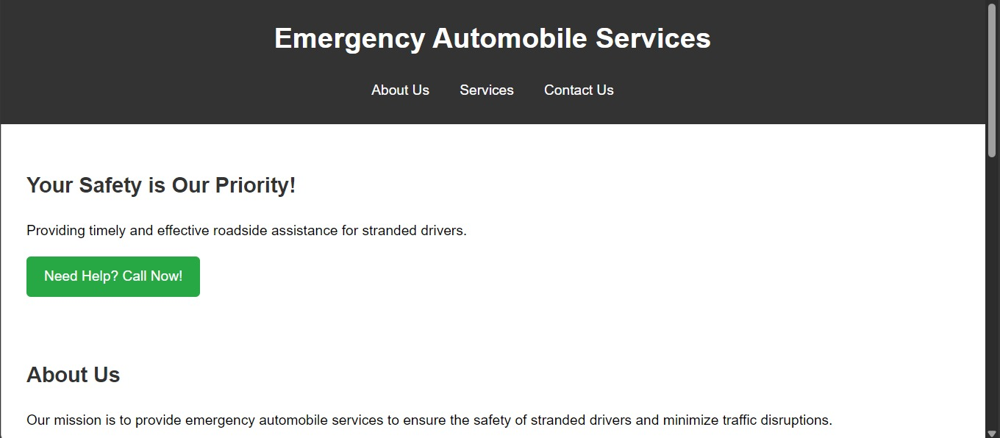 Emergency Automobile Services
About Us Services Contact Us
Your Safety is Our Priority!
Providing timely and effective roadside assistance for stranded drivers.
Need Help? Call Now!
About Us
Our mission is to provide emergency automobile services to ensure the safety of stranded drivers and minimize traffic disruptions.